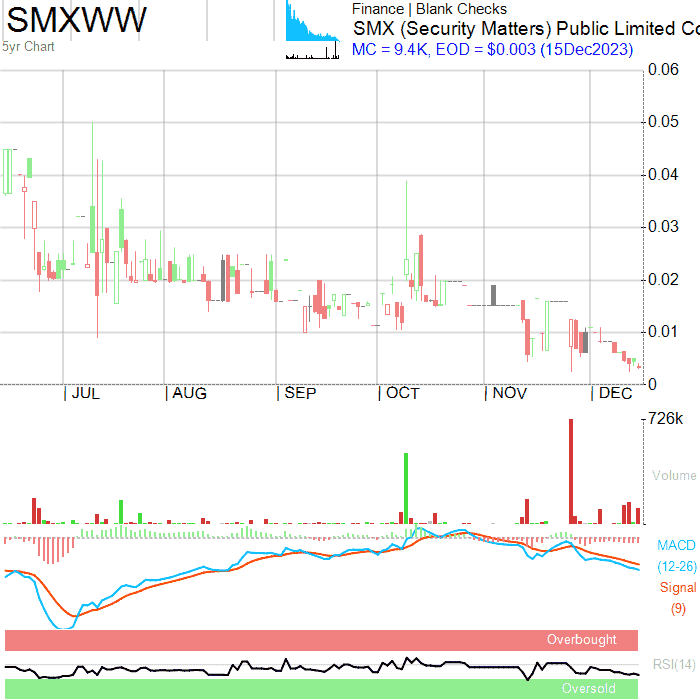 SMXWW
5yr Chart
Finance | Blank Checks
SMX (Security Matters) Public Limited Co
MC = 9.4K, EOD = $0.003 (15Dec2023)
0.06
0.05
0.04
0.03
0.02
0.01
0
JUL AUG SEP OCT NOV DEC
726k
Volume
MACD
(12-26)
Signal
(9)
Overbought
RSI(14)
Oversold